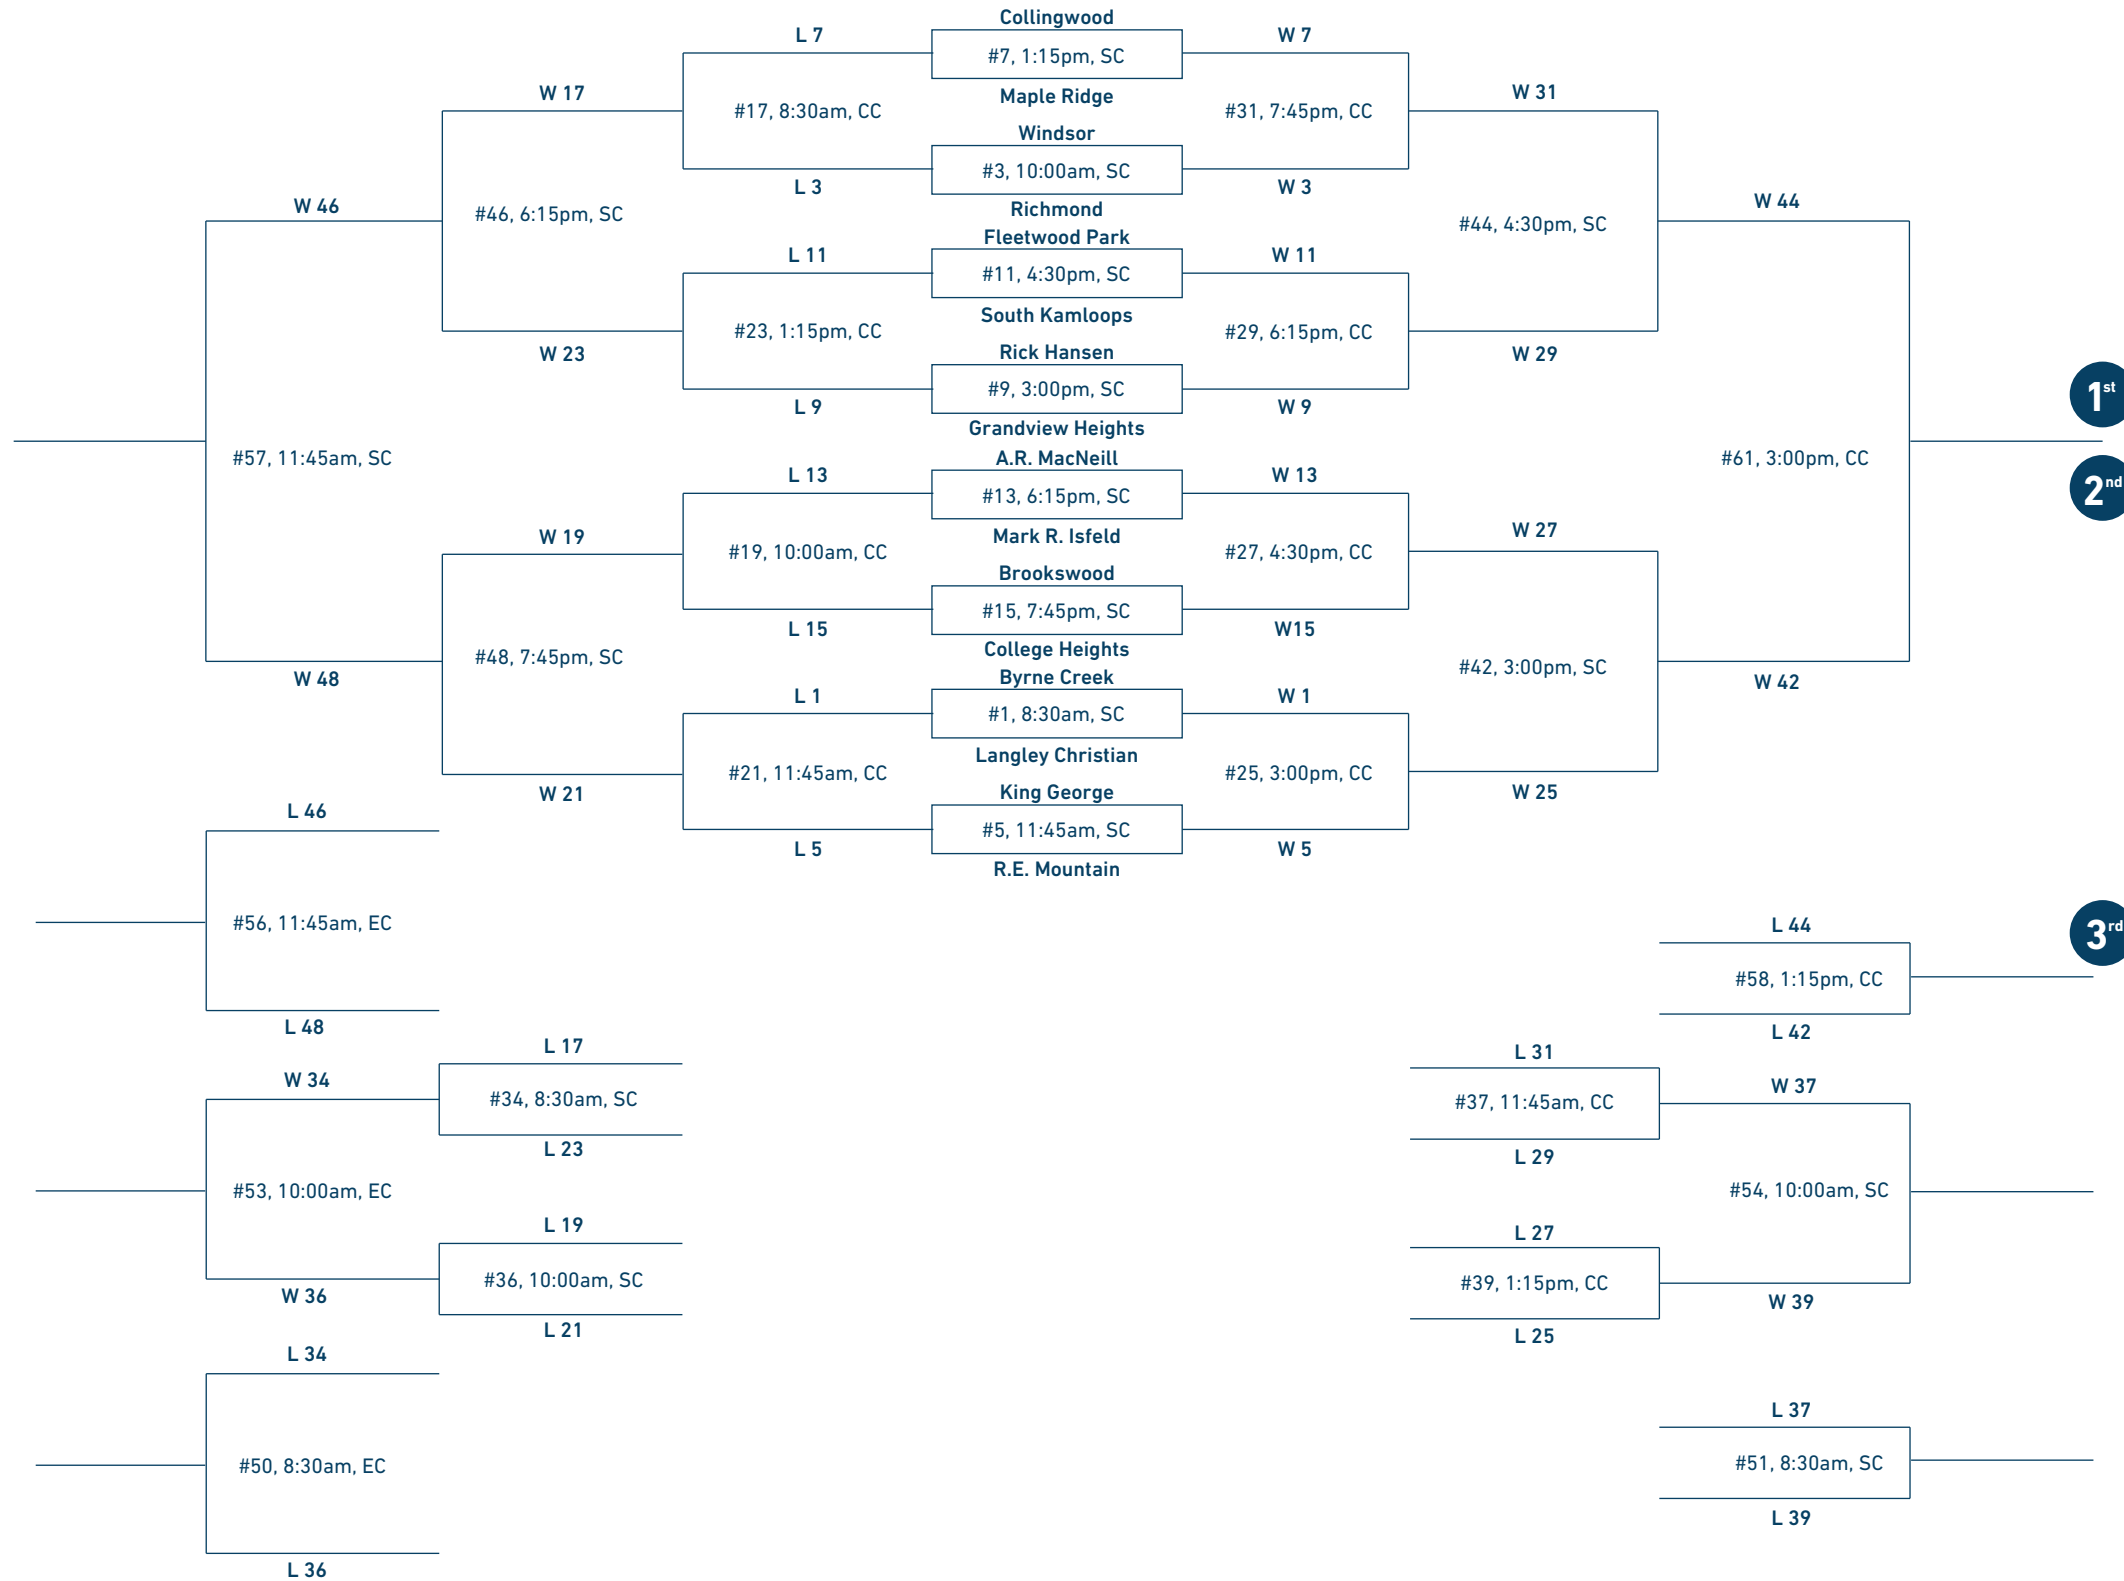 Collingwood
L 7
W 7
#7, 1:15pm, SC
W 17
W 31
Maple Ridge
#17, 8:30am, CC
#31, 7:45pm, CC
Windsor
#3, 10:00am, SC
L 3
W 3
W 46
W 44
Richmond
#46, 6:15pm, SC
#44, 4:30pm, SC
Fleetwood Park
L 11
W 11
#11, 4:30pm, SC
South Kamloops
#23, 1:15pm, CC
#29, 6:15pm, CC
Rick Hansen
W 23
W 29
#9, 3:00pm, SC
1st
L 9
W 9
Grandview Heights
#57, 11:45am, SC
A.R. MacNeill
#61, 3:00pm, CC
L 13
W 13
2nd
#13, 6:15pm, SC
W 19
Mark R. Isfeld
W 27
#19, 10:00am, CC
#27, 4:30pm, CC
Brookswood
#15, 7:45pm, SC
L 15
W15
College Heights
#48, 7:45pm, SC
#42, 3:00pm, SC
W 48
Byrne Creek
W 42
L 1
W 1
#1, 8:30am, SC
Langley Christian
#21, 11:45am, CC
#25, 3:00pm, CC
W 21
King George
W 25
L 46
#5, 11:45am, SC
L 5
W 5
R.E. Mountain
#56, 11:45am, EC
L 44
3rd
#58, 1:15pm, CC
L 48
L 42
L 17
L 31
W 34
W 37
#34, 8:30am, SC
#37, 11:45am, CC
L 23
L 29
#53, 10:00am, EC
#54, 10:00am, SC
L 19
L 27
#36, 10:00am, SC
#39, 1:15pm, CC
W 36
W 39
L 21
L 25
L 34
L 37
#50, 8:30am, EC
#51, 8:30am, SC
L 39
L 36